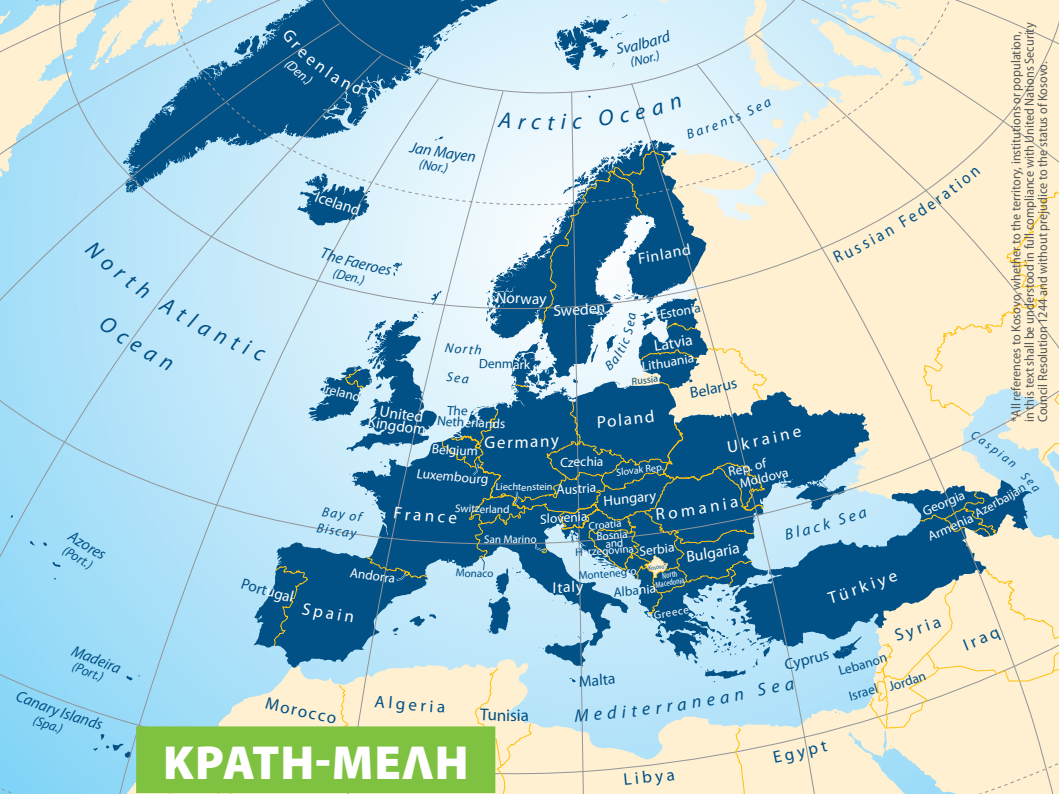 Greenland
(Den.)
Svalbard
(Nor.)
Arctic Ocean
Barents Sea
Jan Mayen
(Nor.)
Iceland
The Faeroes
(Den.)
North Atlantic
Ocean
Russian Federation
*All references to Kosovo, whether to the territory, institutions or population,
in this text shall be understood in full compliance with United Nations Security
Council Resolution 1244 and without prejudice to the status of Kosovo.
Norway
Sweden
Finland
Estonia
Latvia
Lithuania
Russia
Baltic Sea
Belarus
North
Sea
Denmark
Ireland
United
Kingdom
The
Netherlands
Belgium
Luxembourg
Germany
Poland
Czechia
Slovak Rep.
Ukraine
Rep. of
Moldova
Liechtenstein
Austria
Hungary
Romania
Switzerland
Slovenia
Croatia
Bosnia
and
Herzegovina
San Marino
France
Bay of
Biscay
Monaco
Andorra
Portugal
Spain
Italy
Serbia
Montenegro
North
Macedonia
Albania
Bulgaria
Greece
Black Sea
Caspian Sea
Georgia
Armenia
Azerbaijan
Türkiye
Cyprus
Syria
Iraq
Lebanon
Israel
Jordan
Malta
Mediterranean Sea
Azores
(Port.)
Madeira
(Port.)
Canary Islands
(Spa.)
Morocco
Algeria
Tunisia
Libya
Egypt
ΚΡΑΤΗ-ΜΕΛΗ